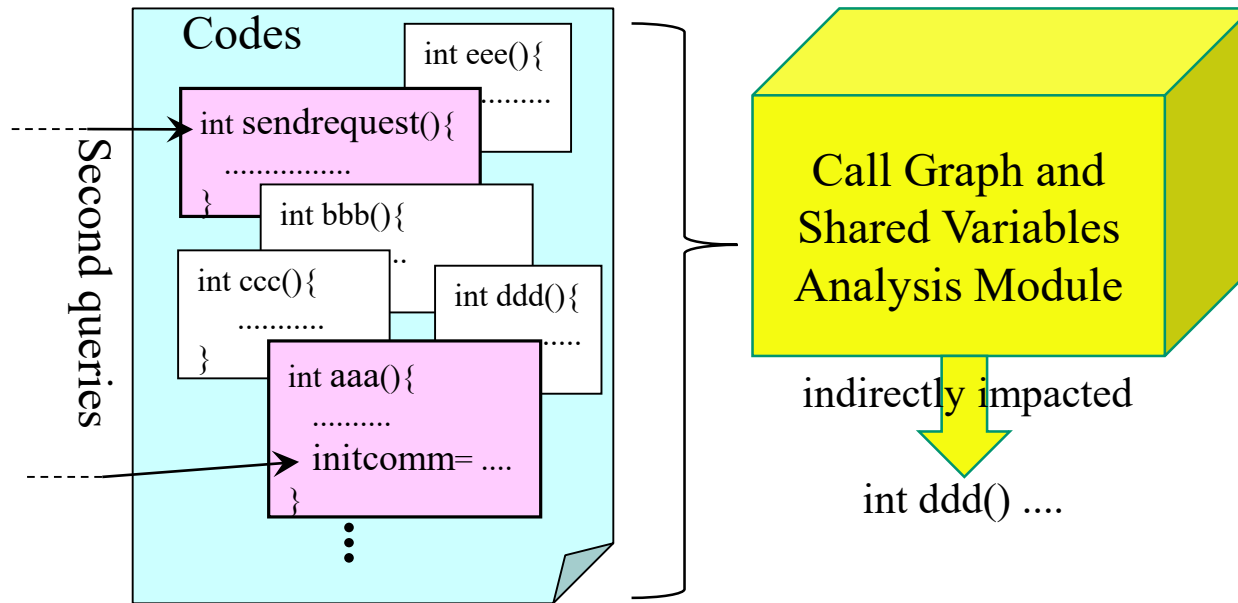 Codes
int eee(){
.........
int sendrequest(){
................
}
Second queries
int bbb(){
..
int ccc(){
...........
}
int ddd(){
.....
int aaa(){
..........
initcomm= ....
}
Call Graph and
Shared Variables
Analysis Module
indirectly impacted
int ddd() ....